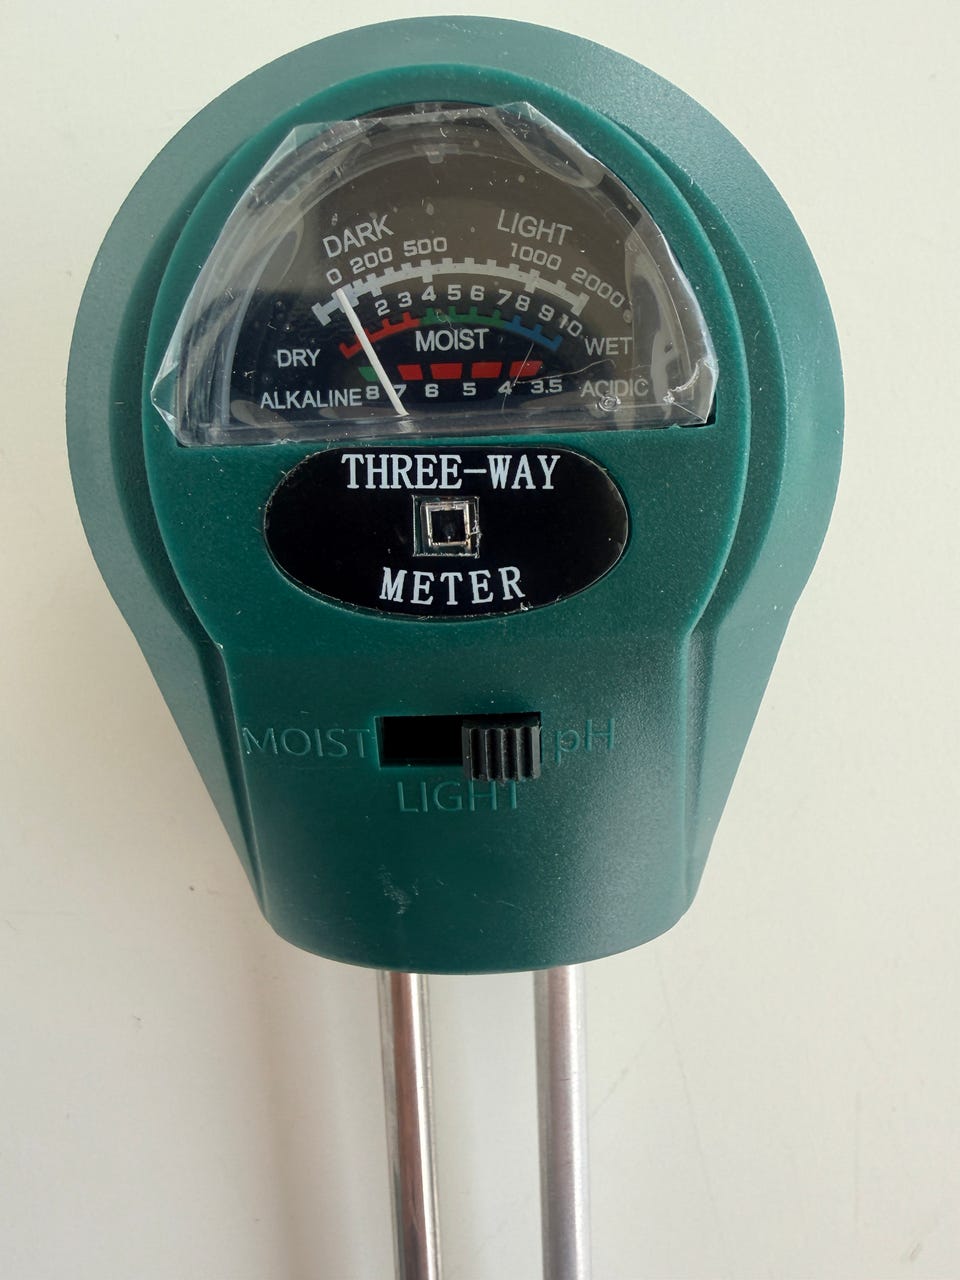 DARK LIGHT
0 200 500 1000 2000
2 3 4 5 6 7 8 9 10
DRY MOIST WET
ALKALINE 8 7 6 5 4 3.5 ACIDIC
THREE-WAY
METER
MOIST pH
LIGHT